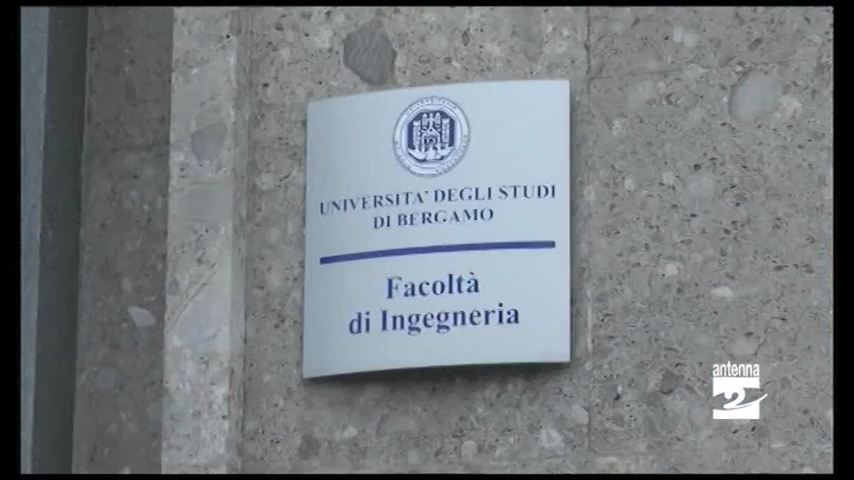 UNIVERSITA' DEGLI STUDI
DI BERGAMO
Facoltà
di Ingegneria
antenna
2